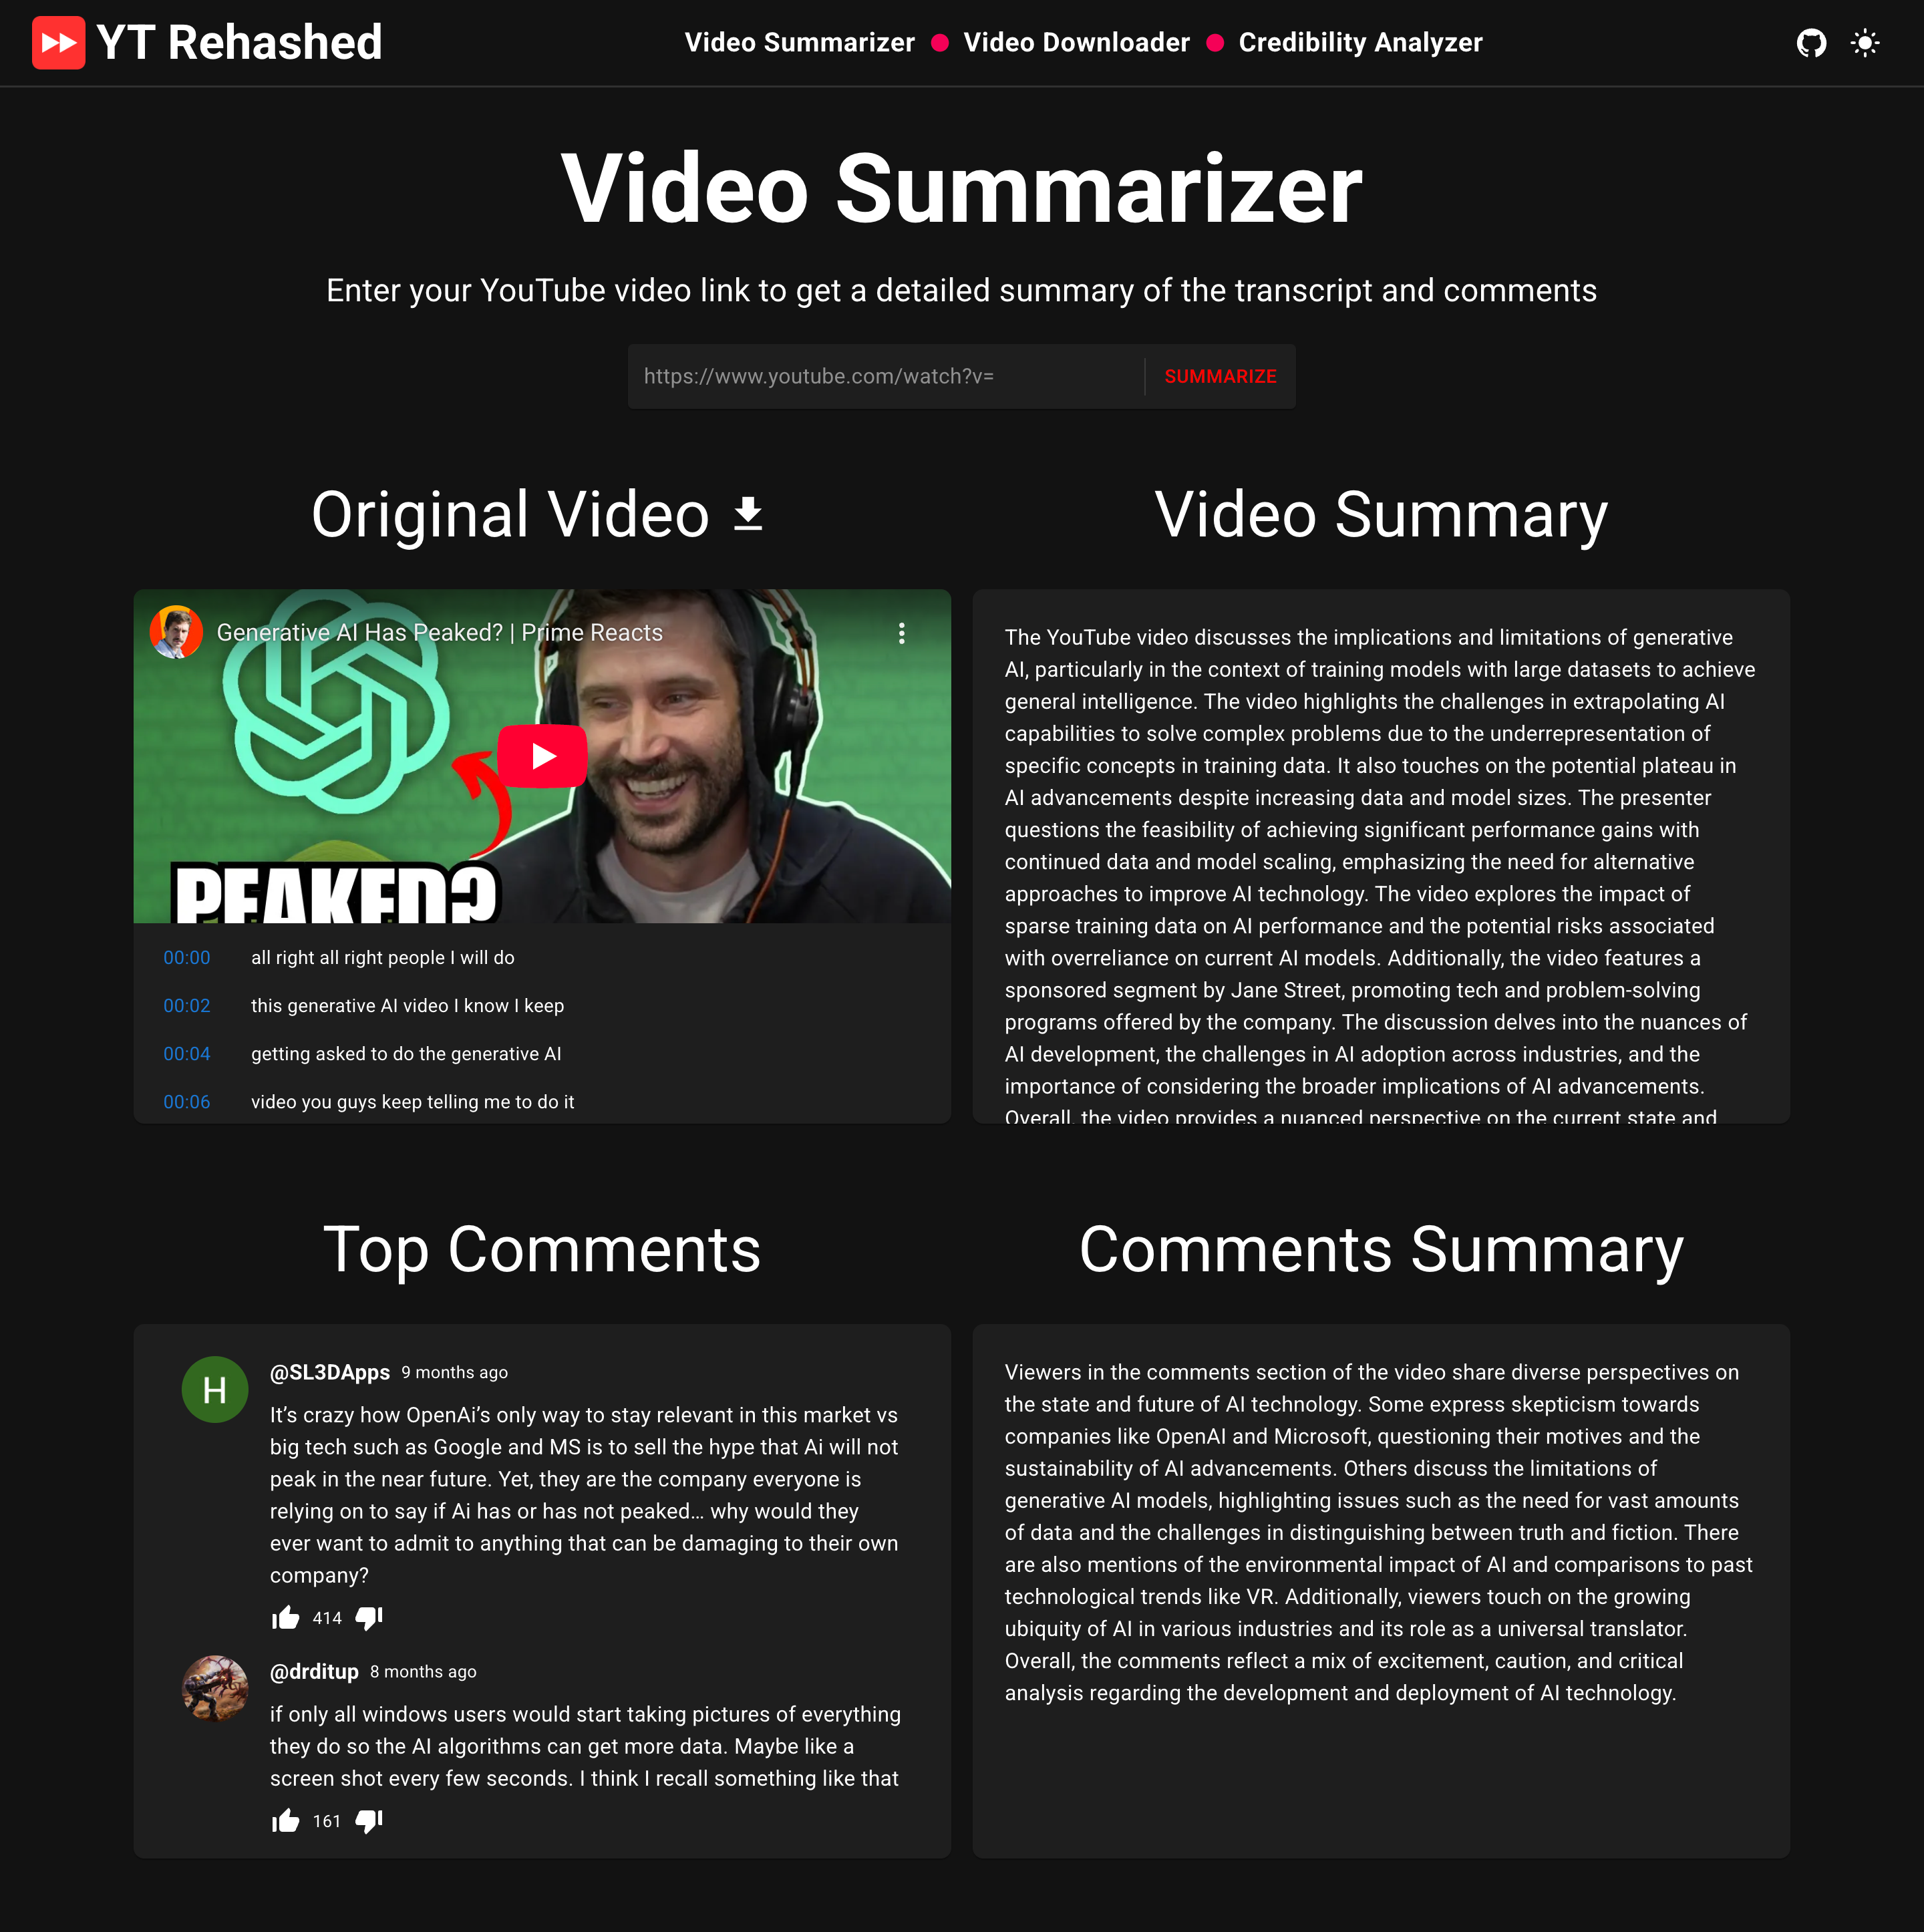 YT Rehashed
Video Summarizer
Video Downloader
Credibility Analyzer
Video Summarizer
Enter your YouTube video link to get a detailed summary of the transcript and comments
https://www.youtube.com/watch?v=
SUMMARIZE
Original Video
Generative AI Has Peaked? | Prime Reacts
PEAKED?
00:00 all right all right people I will do
00:02 this generative AI video I know I keep
00:04 getting asked to do the generative AI
00:06 video you guys keep telling me to do it
Video Summary
The YouTube video discusses the implications and limitations of generative
AI, particularly in the context of training models with large datasets to achieve
general intelligence. The video highlights the challenges in extrapolating AI
capabilities to solve complex problems due to the underrepresentation of
specific concepts in training data. It also touches on the potential plateau in
AI advancements despite increasing data and model sizes. The presenter
questions the feasibility of achieving significant performance gains with
continued data and model scaling, emphasizing the need for alternative
approaches to improve AI technology. The video explores the impact of
sparse training data on AI performance and the potential risks associated
with overreliance on current AI models. Additionally, the video features a
sponsored segment by Jane Street, promoting tech and problem-solving
programs offered by the company. The discussion delves into the nuances of
AI development, the challenges in AI adoption across industries, and the
importance of considering the broader implications of AI advancements.
Overall, the video provides a nuanced perspective on the current state and
Top Comments
H
@SL3DApps 9 months ago
It’s crazy how OpenAi’s only way to stay relevant in this market vs
big tech such as Google and MS is to sell the hype that Ai will not
peak in the near future. Yet, they are the company everyone is
relying on to say if Ai has or has not peaked… why would they
ever want to admit to anything that can be damaging to their own
company?
414
@drditup 8 months ago
if only all windows users would start taking pictures of everything
they do so the AI algorithms can get more data. Maybe like a
screen shot every few seconds. I think I recall something like that
161
Comments Summary
Viewers in the comments section of the video share diverse perspectives on
the state and future of AI technology. Some express skepticism towards
companies like OpenAI and Microsoft, questioning their motives and the
sustainability of AI advancements. Others discuss the limitations of
generative AI models, highlighting issues such as the need for vast amounts
of data and the challenges in distinguishing between truth and fiction. There
are also mentions of the environmental impact of AI and comparisons to past
technological trends like VR. Additionally, viewers touch on the growing
ubiquity of AI in various industries and its role as a universal translator.
Overall, the comments reflect a mix of excitement, caution, and critical
analysis regarding the development and deployment of AI technology.